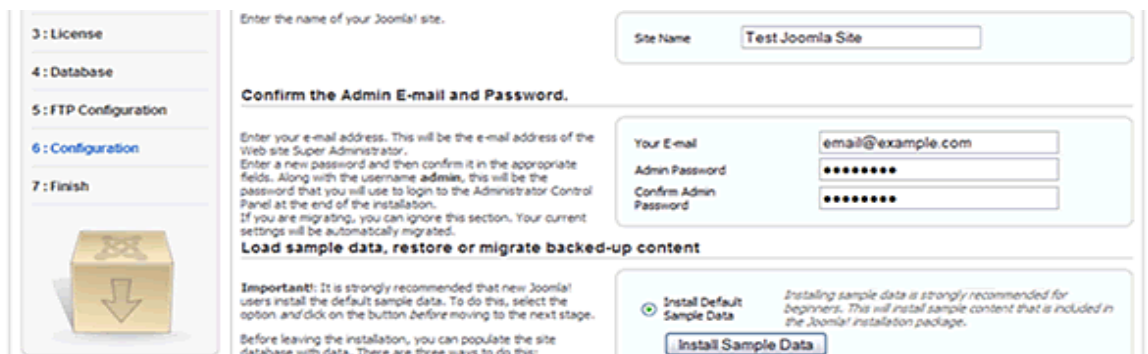 3 : License
4 : Database
5 : FTP Configuration
6 : Configuration
7 : Finish
Enter the name of your Joomla! site.
Site Name
Test Joomla Site
Confirm the Admin E-mail and Password.
Enter your e-mail address. This will be the e-mail address of the
Web site Super Administrator.
Enter a new password and then confirm it in the appropriate
fields. Along with the username admin, this will be the
password that you will use to login to the Administrator Control
Panel at the end of the installation.
If you are migrating, you can ignore this section. Your current
settings will be automatically migrated.
Your E-mail
email@example.com
Admin Password
••••••••
Confirm Admin
Password
••••••••
Load sample data, restore or migrate backed-up content
Important!: It is strongly recommended that new Joomla!
users install the default sample data. To do this, select the
option and click on the button before moving to the next stage.
Before leaving the installation, you can populate the site
database with data. There are three ways to do this:
Install Default
Sample Data
Installing sample data is strongly recommended for
beginners. This will install sample content that is included in
the Joomla! installation package.
Install Sample Data